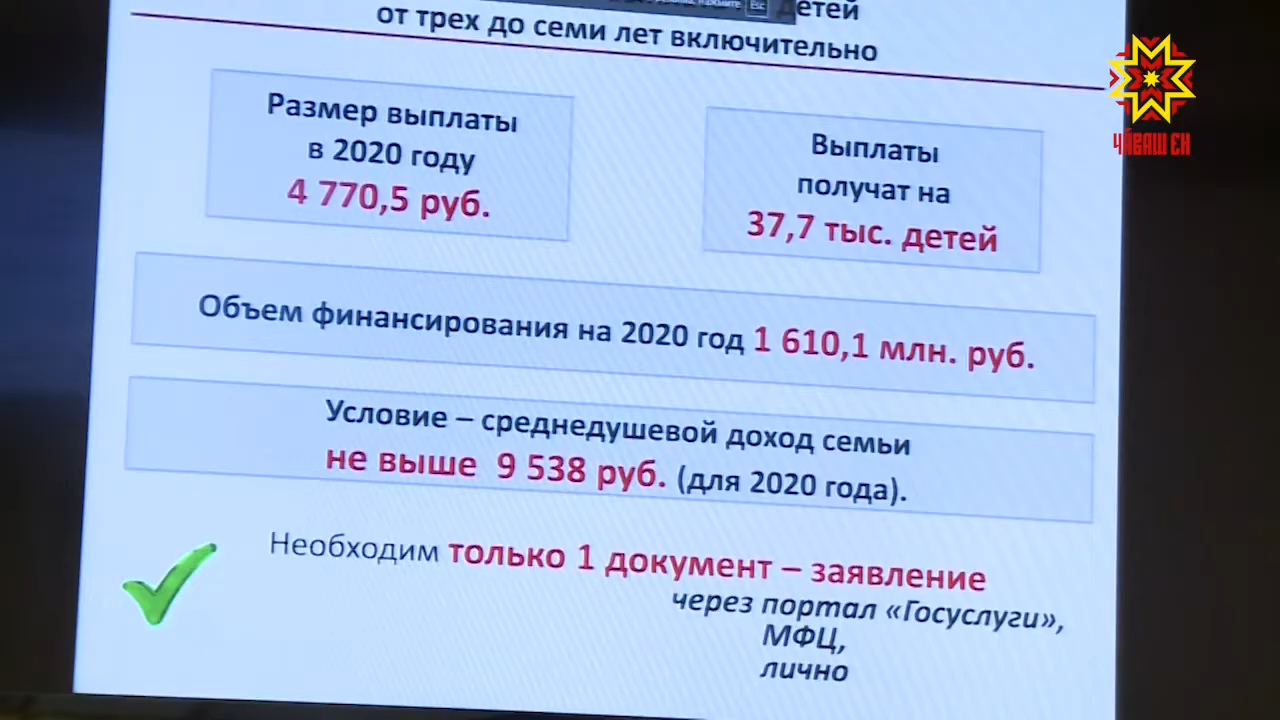 етей
от трех до семи лет включительно
Esc
Размер выплаты
в 2020 году
4 770,5 руб.
Выплаты
получат на
37,7 тыс. детей
ЧӐВАШ ЕН
Объем финансирования на 2020 год 1 610,1 млн. руб.
Условие – среднедушевой доход семьи
не выше 9 538 руб. (для 2020 года).
Необходим только 1 документ – заявление
через портал «Госуслуги»,
МФЦ,
лично